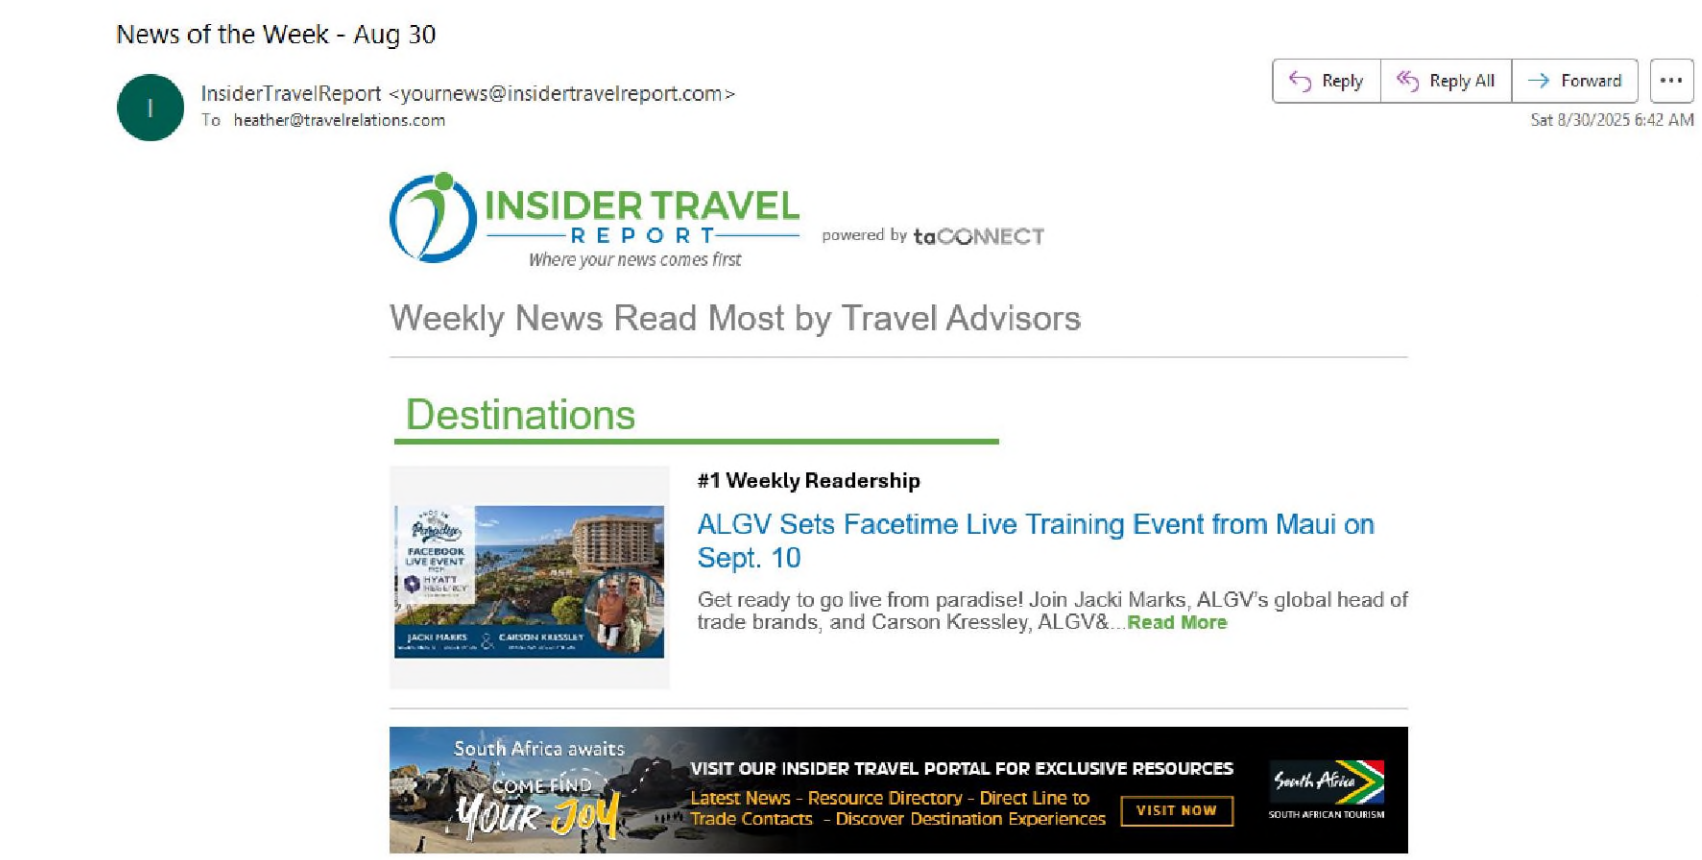 News of the Week - Aug 30
I
InsiderTravelReport <yournews@insidertravelreport.com>
To heather@travelrelations.com
Reply
Reply All
Forward
Sat 8/30/2025 6:42 AM
INSIDER TRAVEL
REPORT
Where your news comes first
powered by taCONNECT
Weekly News Read Most by Travel Advisors
Destinations
Paradise
FACEBOOK
LIVE EVENT
FROM
HYATT
REGENCY
JACKI MARKS & CARSON KRESSLEY
#1 Weekly Readership
ALGV Sets Facetime Live Training Event from Maui on
Sept. 10
Get ready to go live from paradise! Join Jacki Marks, ALGV's global head of
trade brands, and Carson Kressley, ALGV&...Read More
South Africa awaits
COME FIND
YOUR JOY
VISIT OUR INSIDER TRAVEL PORTAL FOR EXCLUSIVE RESOURCES
Latest News - Resource Directory - Direct Line to
Trade Contacts - Discover Destination Experiences
VISIT NOW
South Africa
SOUTH AFRICAN TOURISM